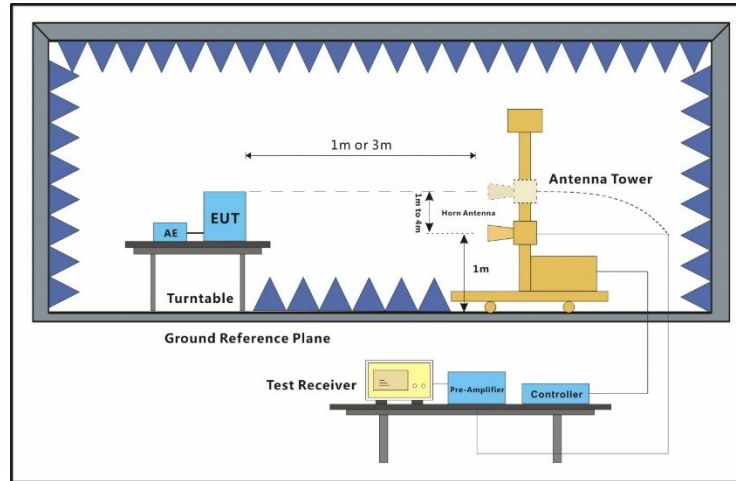 1m or 3m
Antenna Tower
1m to 4m
Horn Antenna
EUT
AE
1m
Turntable
Ground Reference Plane
Test Receiver
Pre-Amplifier
Controller